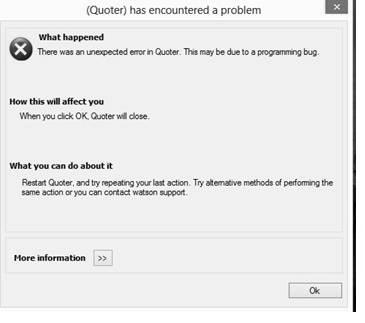 (Quoter) has encountered a problem
What happened
There was an unexpected error in Quoter. This may be due to a programming bug.
How this will affect you
When you click OK, Quoter will close.
What you can do about it
Restart Quoter, and try repeating your last action. Try alternative methods of performing the
same action or you can contact watson support.
More information >>
Ok